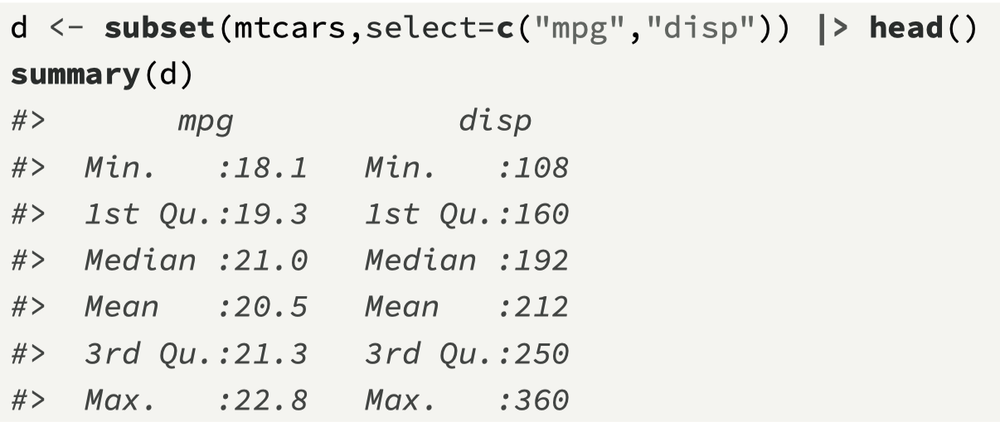 d <- subset(mtcars,select=c("mpg","disp")) |> head()
summary(d)
#>       mpg            disp
#>  Min.   :18.1   Min.   :108
#>  1st Qu.:19.3   1st Qu.:160
#>  Median :21.0   Median :192
#>  Mean   :20.5   Mean   :212
#>  3rd Qu.:21.3   3rd Qu.:250
#>  Max.   :22.8   Max.   :360